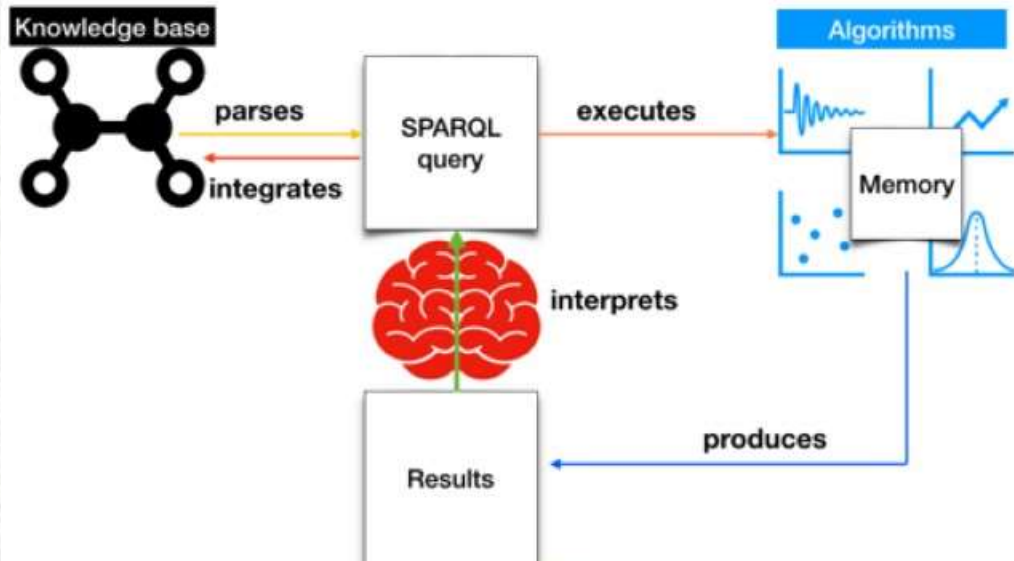 Knowledge base
Algorithms
parses
SPARQL
query
executes
integrates
Memory
interprets
produces
Results